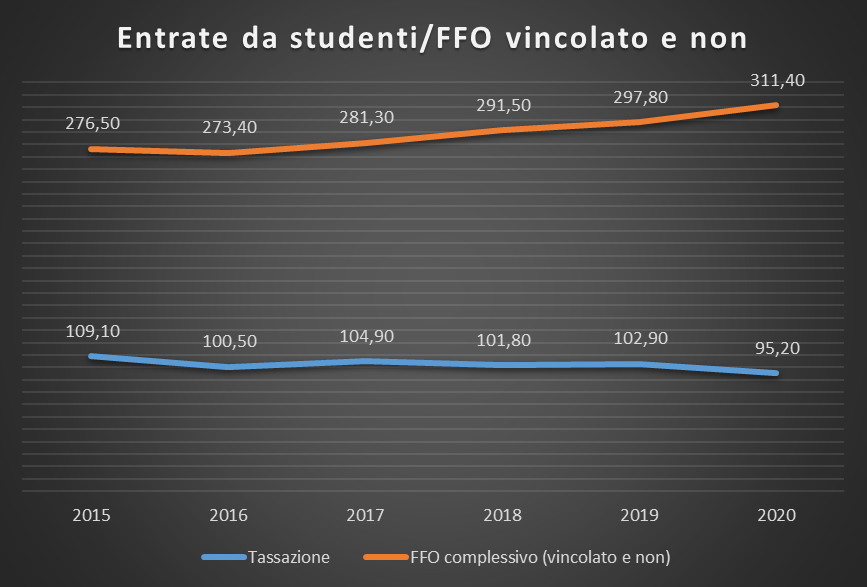 Entrate da studenti/FFO vincolato e non
276,50 273,40 281,30 291,50 297,80 311,40
109,10 100,50 104,90 101,80 102,90 95,20
2015 2016 2017 2018 2019 2020
Tassazione FFO complessivo (vincolato e non)